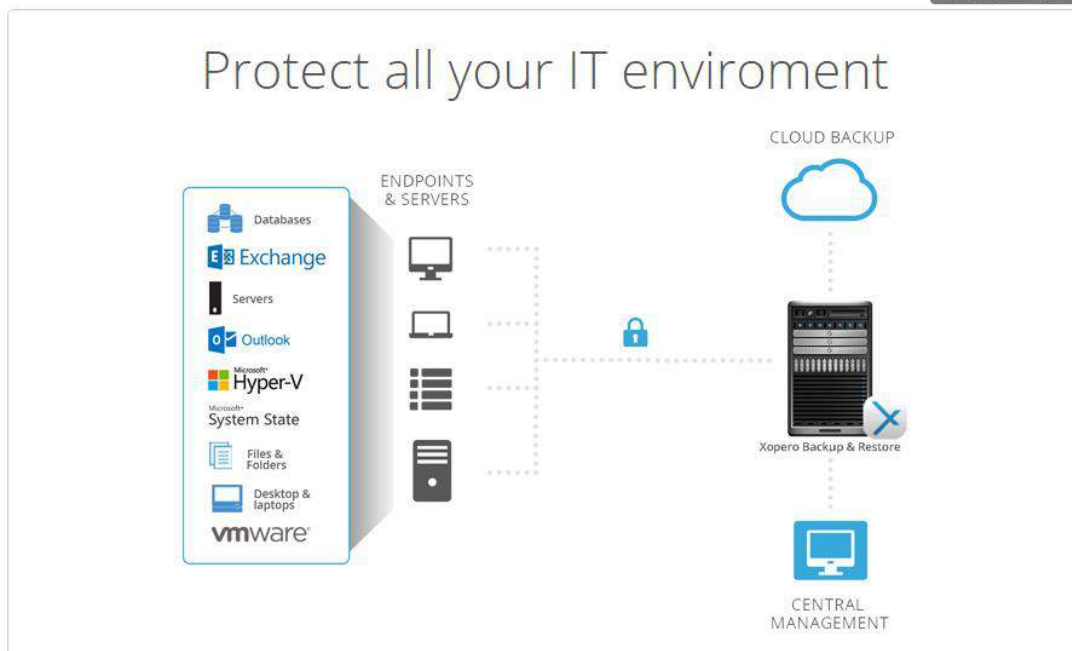 Protect all your IT enviroment
CLOUD BACKUP
ENDPOINTS
& SERVERS
Databases
Exchange
Servers
Outlook
Microsoft
Hyper-V
Microsoft
System State
Files &
Folders
Desktop &
laptops
vmware
Xopero Backup & Restore
CENTRAL
MANAGEMENT